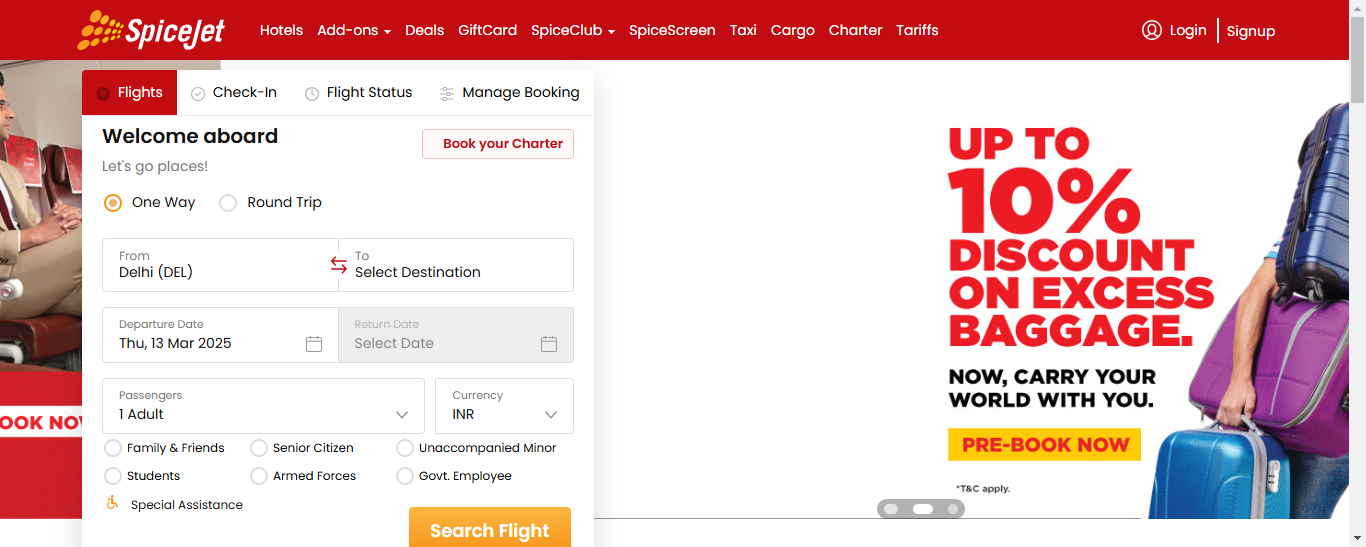 SpiceJet
Hotels Add-ons Deals GiftCard SpiceClub SpiceScreen Taxi Cargo Charter Tariffs
Login Signup
Flights Check-In Flight Status Manage Booking
Welcome aboard
Book your Charter
Let's go places!
One Way Round Trip
From
Delhi (DEL)
To
Select Destination
Departure Date
Thu, 13 Mar 2025
Return Date
Select Date
Passengers
1 Adult
Currency
INR
Family & Friends Senior Citizen Unaccompanied Minor
Students Armed Forces Govt. Employee
Special Assistance
Search Flight
UP TO
10%
DISCOUNT
ON EXCESS
BAGGAGE.
NOW, CARRY YOUR
WORLD WITH YOU.
PRE-BOOK NOW
*T&C apply.